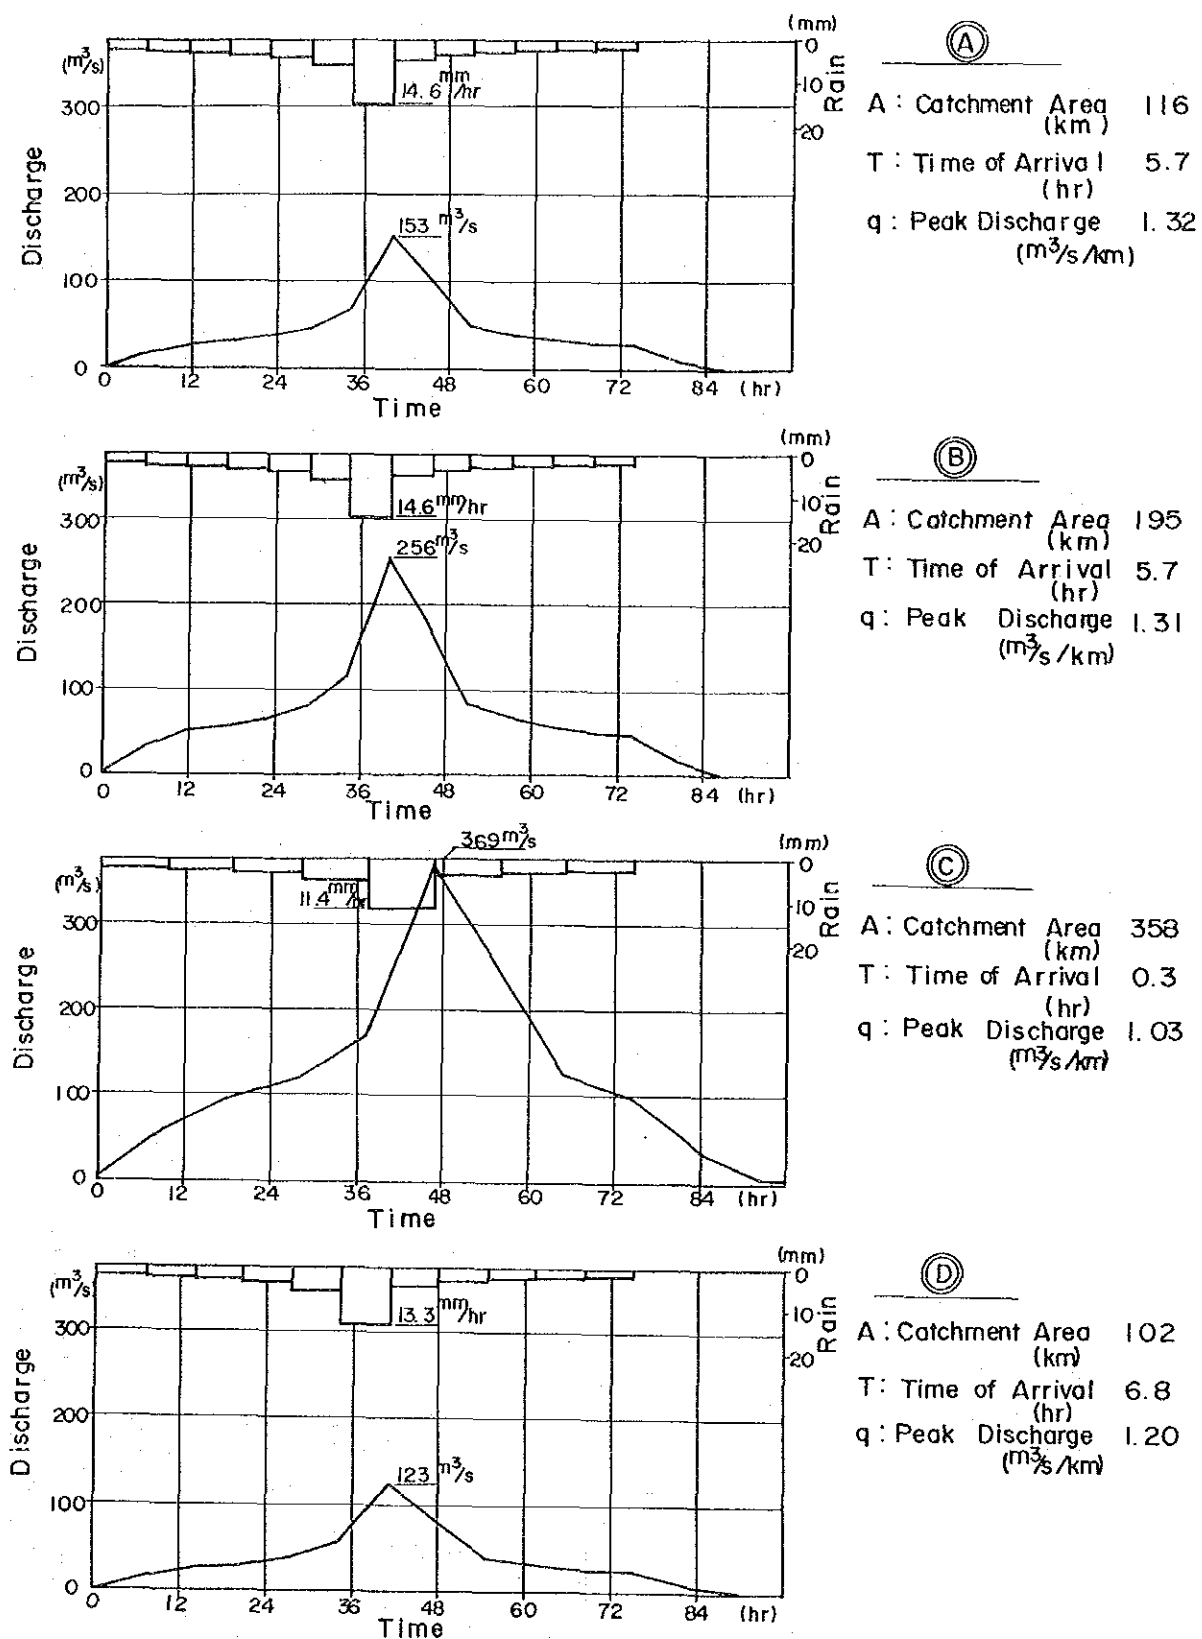 (mm)
(m³/s)
0
10
20
Rain
14.6 mm/hr
300
200
100
0
Discharge
153 m³/s
0 12 24 36 48 60 72 84 (hr)
Time
A
A : Catchment Area 116
(km )
T : Time of Arrival 5.7
(hr)
q : Peak Discharge 1.32
(m³/s/km)
(mm)
(m³/s)
0
10
20
Rain
14.6 mm/hr
300
200
100
0
Discharge
256 m³/s
0 12 24 36 48 60 72 84 (hr)
Time
B
A : Catchment Area 195
(km)
T : Time of Arrival 5.7
(hr)
q : Peak Discharge 1.31
(m³/s/km)
369 m³/s
(mm)
(m³/s)
0
10
20
Rain
11.4 mm/hr
300
200
100
0
Discharge
0 12 24 36 48 60 72 84 (hr)
Time
C
A : Catchment Area 358
(km)
T : Time of Arrival 0.3
(hr)
q : Peak Discharge 1.03
(m³/s/km)
(mm)
(m³/s)
0
10
20
Rain
13.3 mm/hr
300
200
100
0
Discharge
123 m³/s
0 12 24 36 48 60 72 84 (hr)
Time
D
A : Catchment Area 102
(km)
T : Time of Arrival 6.8
(hr)
q : Peak Discharge 1.20
(m³/s/km)